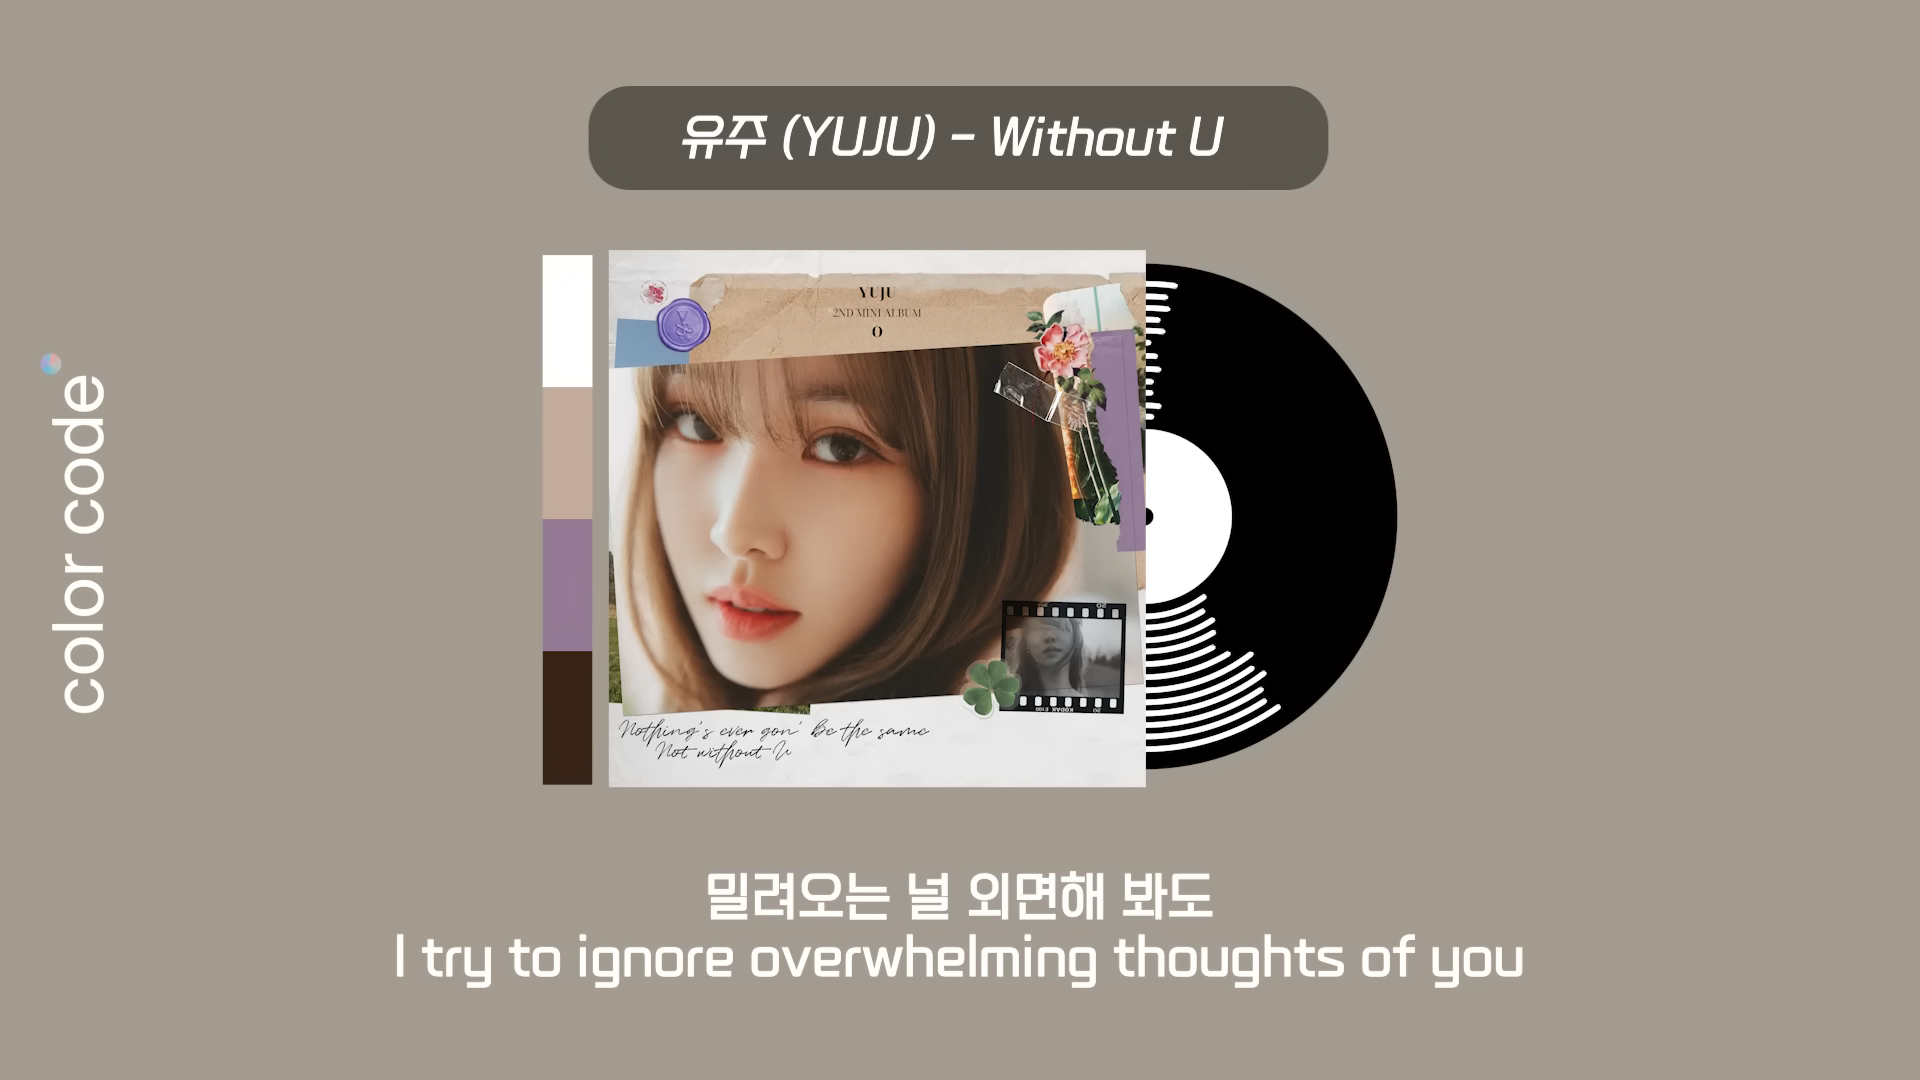 유주 (YUJU) - Without U
color code
YUJU
2ND MINI ALBUM
O
Nothing's ever gon' Be the same
Not without U
밀려오는 널 외면해 봐도
I try to ignore overwhelming thoughts of you